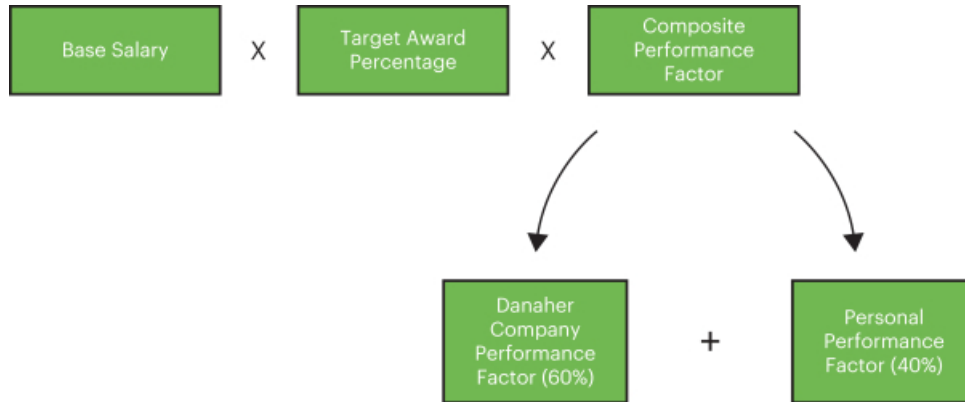 Base Salary
X
Target Award
Percentage
X
Composite
Performance
Factor
Danaher
Company
Performance
Factor (60%)
+
Personal
Performance
Factor (40%)